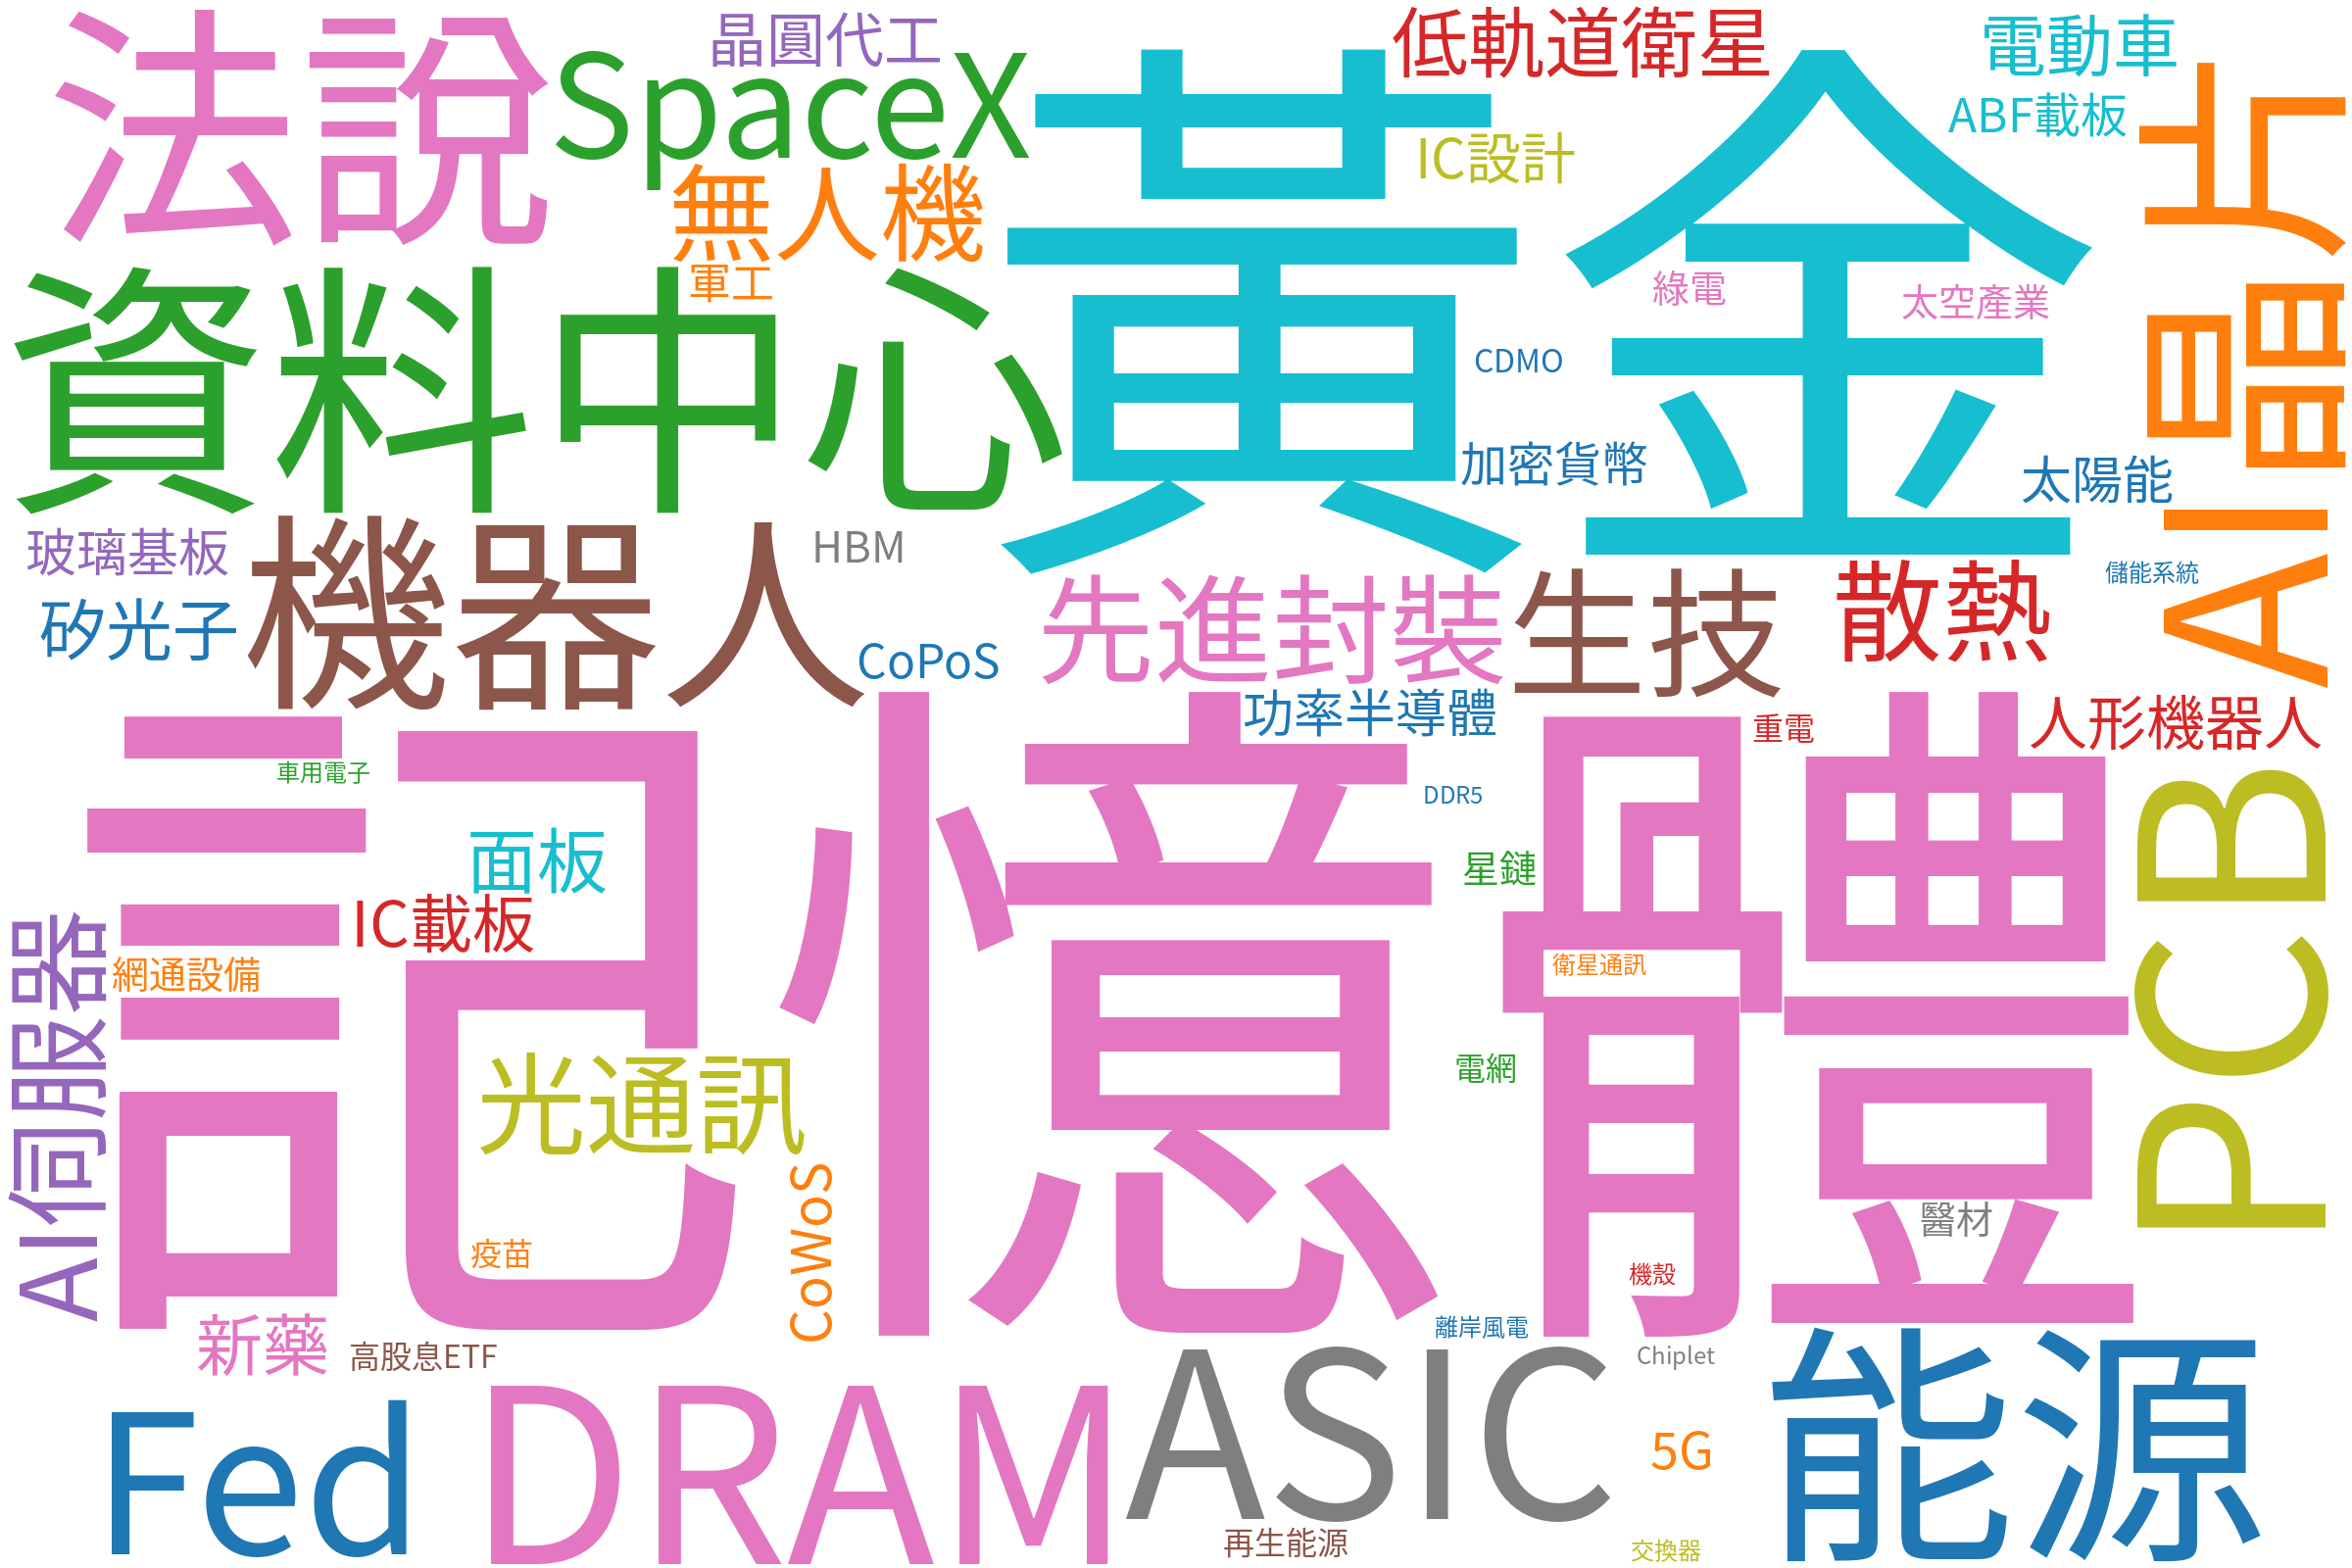 法說
晶圓代工
SpaceX
低軌道衛星
電動車
ABF載板
黃金
IC設計
無人機
軍工
AI晶片
資料中心
綠電
太空產業
CDMO
加密貨幣
太陽能
玻璃基板
機器人
HBM
矽光子
CoPoS
先進封裝
生技
散熱
儲能系統
功率半導體
重電
人形機器人
記憶體
車用電子
DDR5
面板
星鏈
PCB
IC載板
AI伺服器
網通設備
衛星通訊
光通訊
電網
CoWoS
疫苗
醫材
機殼
新藥
高股息ETF
離岸風電
Chiplet
Fed
DRAM
ASIC
5G
能源
再生能源
交換器